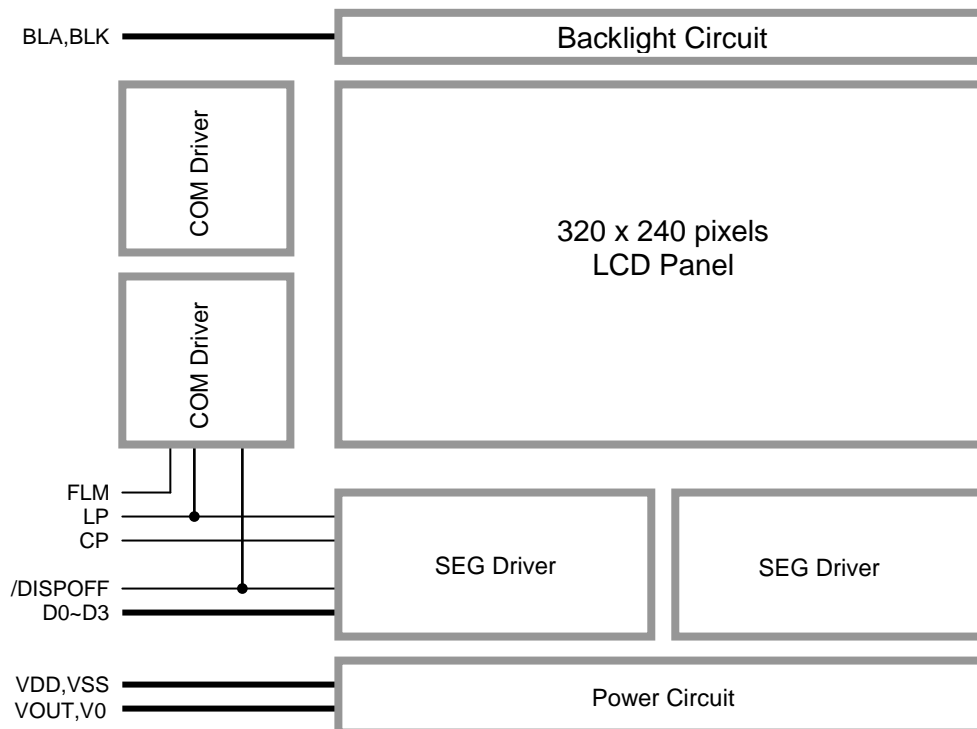 BLA,BLK
Backlight Circuit
COM Driver
320 x 240 pixels
LCD Panel
COM Driver
FLM
LP
CP
/DISPOFF
D0~D3
SEG Driver
SEG Driver
VDD,VSS
VOUT,V0
Power Circuit